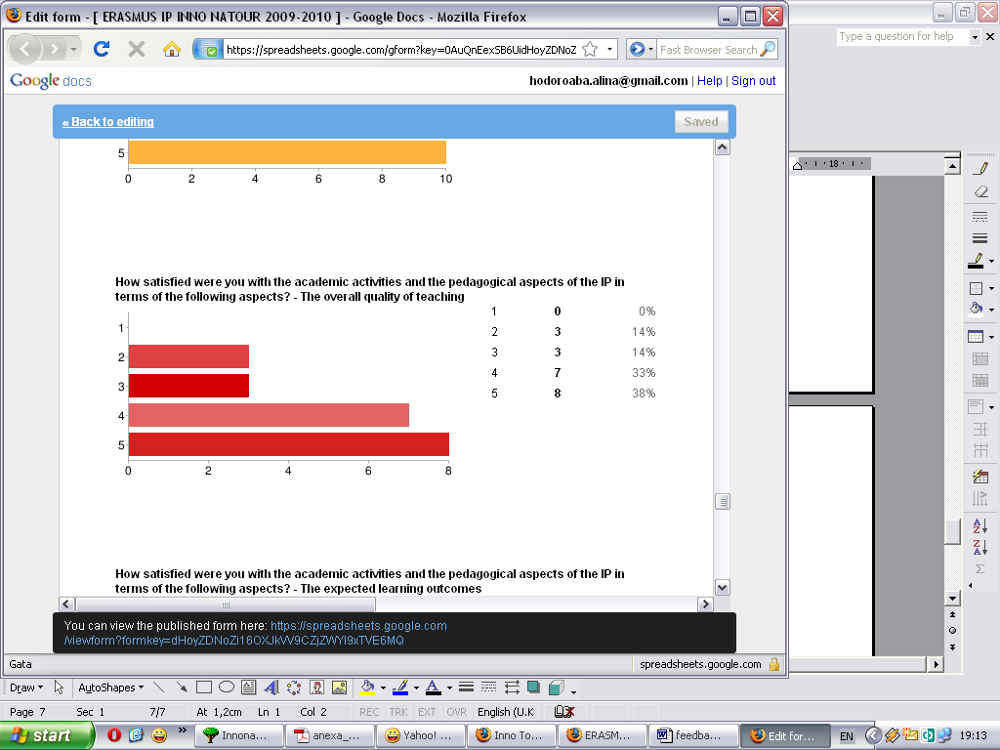 Edit form - [ ERASMUS IP INNO NATOUR 2009-2010 ] - Google Docs - Mozilla Firefox
https://spreadsheets.google.com/gform?key=0AuQnEexSB6UidHoyZDNoZ
Fast Browser Search
Type a question for help
Google docs
hodoroaba.alina@gmail.com | Help | Sign out
« Back to editing
Saved
5
0 2 4 6 8 10
18
How satisfied were you with the academic activities and the pedagogical aspects of the IP in
terms of the following aspects? - The overall quality of teaching
1 0 0%
2 3 14%
3 3 14%
4 7 33%
5 8 38%
1
2
3
4
5
0 2 4 6 8
How satisfied were you with the academic activities and the pedagogical aspects of the IP in
terms of the following aspects? - The expected learning outcomes
You can view the published form here: https://spreadsheets.google.com
/viewform?formkey=dHoyZDNoZi16OXJkVV9CZjZWYl9xTVE6MQ
Gata
spreadsheets.google.com
Draw AutoShapes
Page 7 Sec 1 7/7 At 1,2cm Ln 1 Col 2 REC TRK EXT OVR English (U.K
start
Innona...
anexa_...
Yahoo! ...
Inno To...
ERASM...
feedba...
Edit for...
EN
19:13